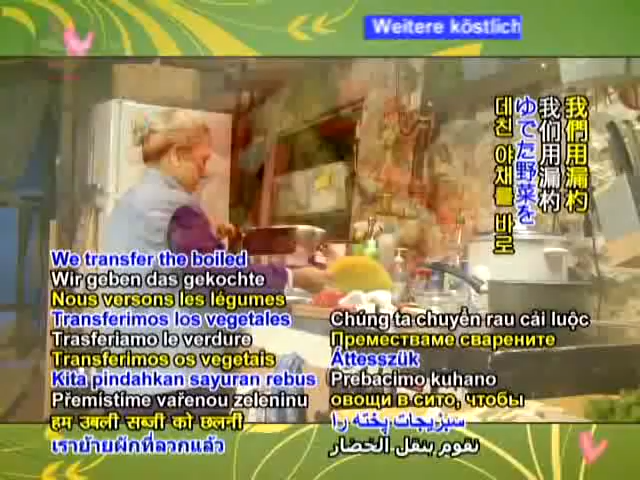 Weitere köstlich
我們用漏杓
我们用漏杓
ゆでた野菜を
데친 야채를 바로
We transfer the boiled
Wir geben das gekochte
Nous versons les légumes
Transferimos los vegetales
Trasferiamo le verdure
Transferimos os vegetais
Kita pindahkan sayuran rebus
Přemístíme vařenou zeleninu
हम उबली सब्ज़ी को छलनी
เราย้ายผักที่ลวกแล้ว
Chúng ta chuyển rau cải luộc
Преместваме сварените
Áttesszük
Prebacimo kuhano
овощи в сито, чтобы
سبزیجات پخته را
نقوم بنقل الخضار